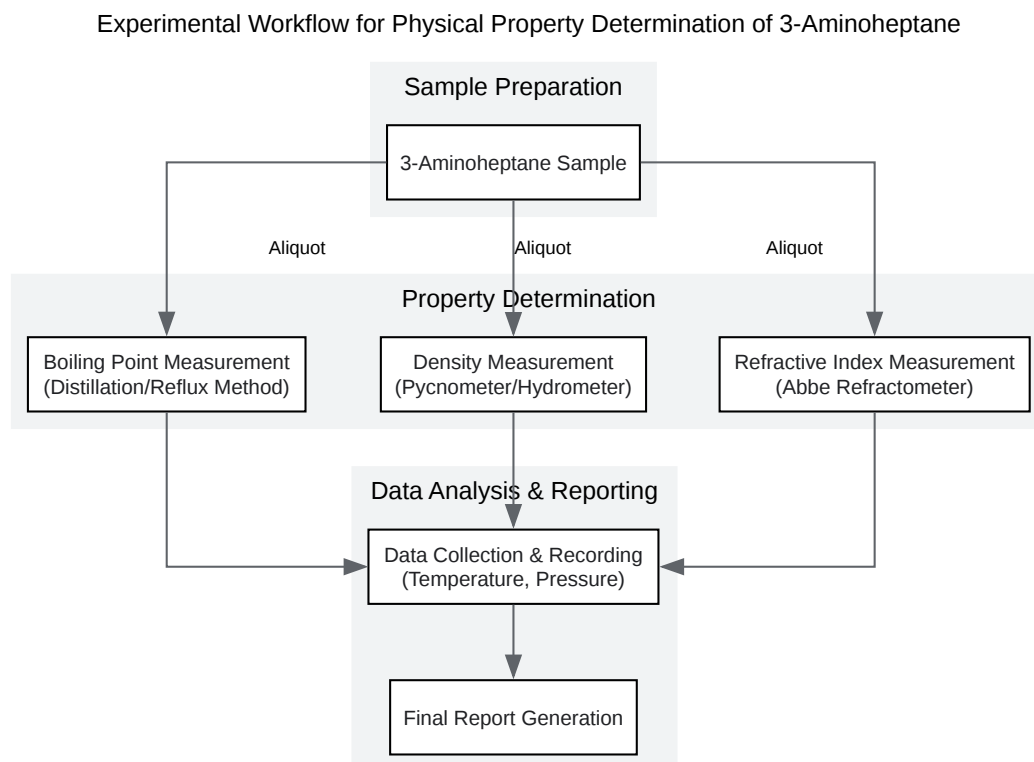 Experimental Workflow for Physical Property Determination of 3-Aminoheptane
Sample Preparation
3-Aminoheptane Sample
Aliquot
Aliquot
Aliquot
Property Determination
Boiling Point Measurement
(Distillation/Reflux Method)
Density Measurement
(Pycnometer/Hydrometer)
Refractive Index Measurement
(Abbe Refractometer)
Data Analysis & Reporting
Data Collection & Recording
(Temperature, Pressure)
Final Report Generation